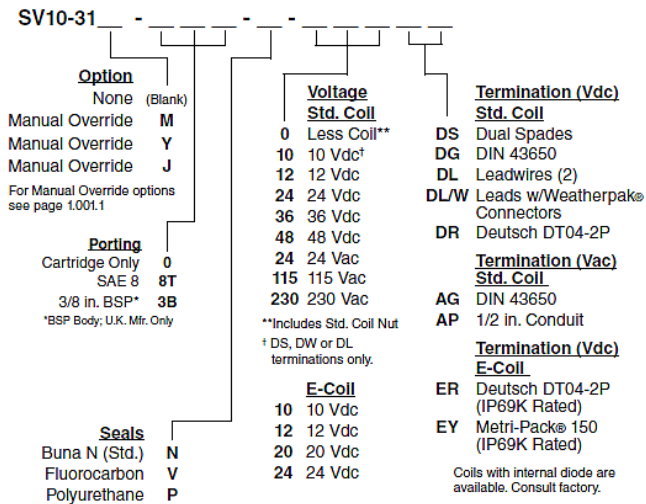 SV10-31__ - ___ - _ - ___ __
Option
None (Blank)
Manual Override M
Manual Override Y
Manual Override J
For Manual Override options
see page 1.001.1
Porting
Cartridge Only 0
SAE 8 8T
3/8 in. BSP* 3B
*BSP Body; U.K. Mfr. Only
Seals
Buna N (Std.) N
Fluorocarbon V
Polyurethane P
Voltage
Std. Coil
0 Less Coil**
10 10 Vdc†
12 12 Vdc
24 24 Vdc
36 36 Vdc
48 48 Vdc
24 24 Vac
115 115 Vac
230 230 Vac
**Includes Std. Coil Nut
† DS, DW or DL
terminations only.
E-Coil
10 10 Vdc
12 12 Vdc
20 20 Vdc
24 24 Vdc
Termination (Vdc)
Std. Coil
DS Dual Spades
DG DIN 43650
DL Leadwires (2)
DL/W Leads w/Weatherpak®
Connectors
DR Deutsch DT04-2P
Termination (Vac)
Std. Coil
AG DIN 43650
AP 1/2 in. Conduit
Termination (Vdc)
E-Coil
ER Deutsch DT04-2P
(IP69K Rated)
EY Metri-Pack® 150
(IP69K Rated)
Coils with internal diode are
available. Consult factory.